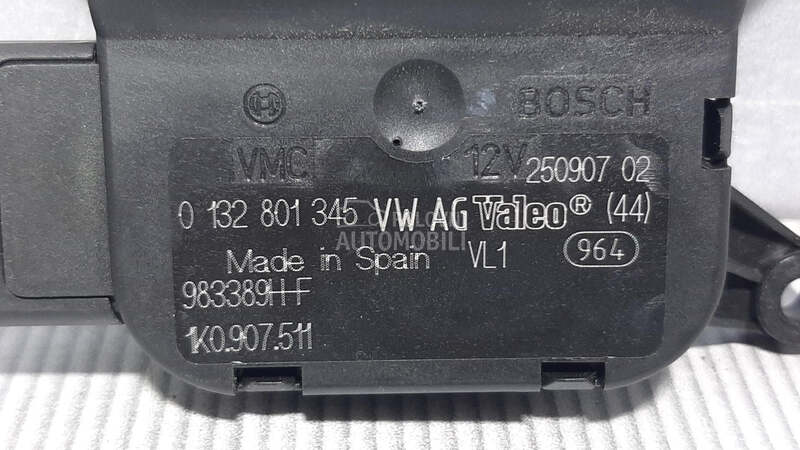 BOSCH
VMC 12V 250907 02
0 132 801 345 VW AG Valeo® (44)
POLOVNI AUTOMOBILI
Made in Spain VL1 964
983389H-F
1K0.907.511